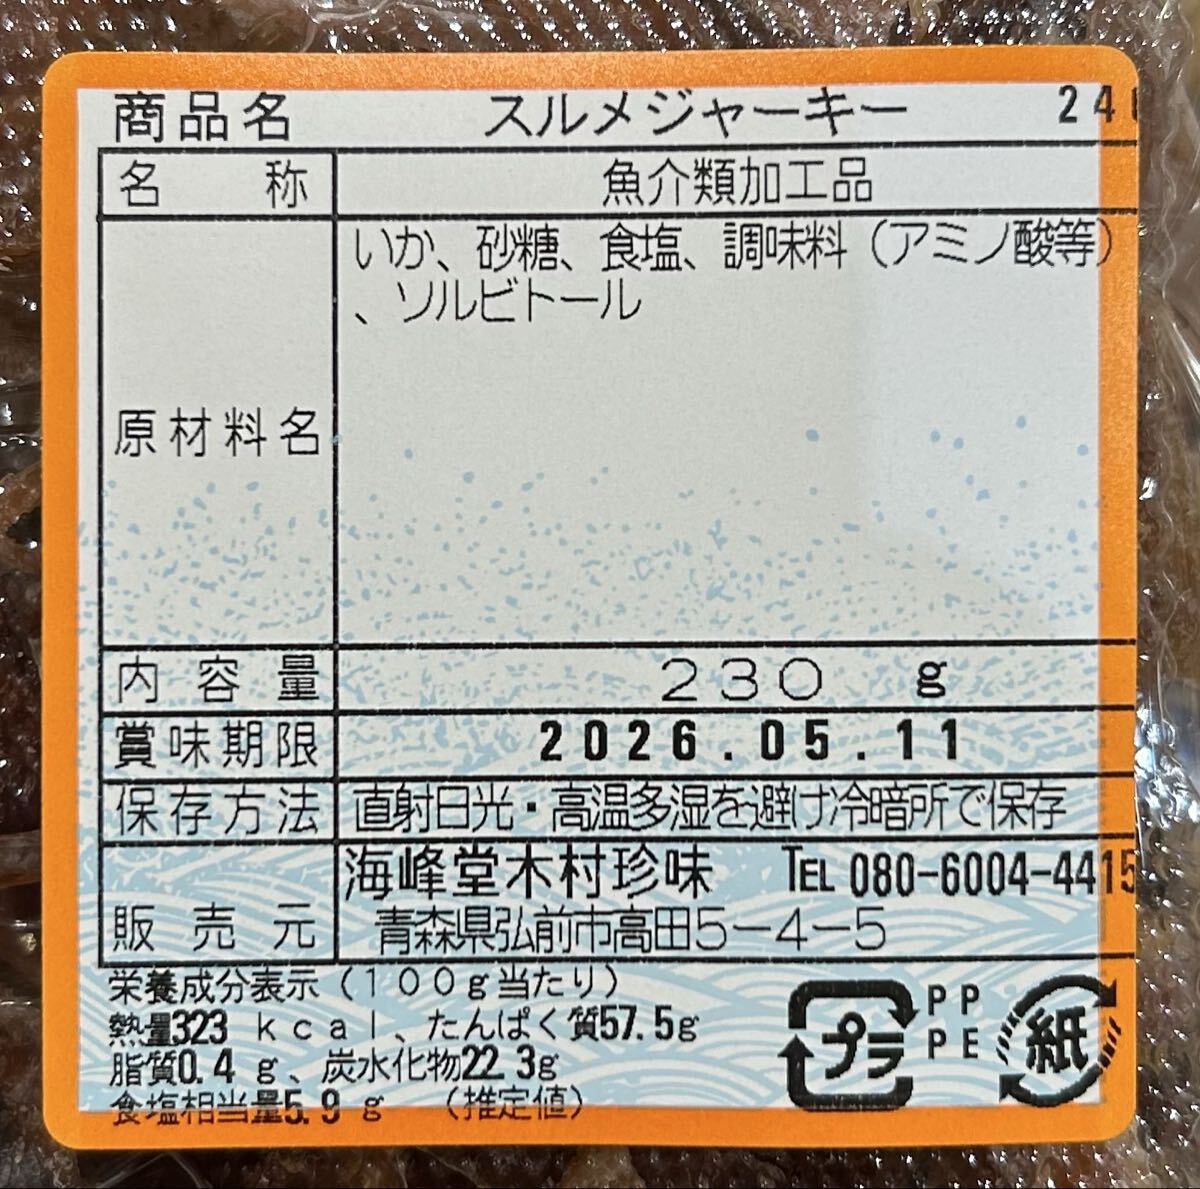 商品名 スルメジャーキー 24
名称 魚介類加工品
原材料名 いか、砂糖、食塩、調味料（アミノ酸等）
、ソルビトール
内容量 230 g
賞味期限 2026.05.11
保存方法 直射日光・高温多湿を避け冷暗所で保存
販売元 海峰堂木村珍味 TEL 080-6004-4415
青森県弘前市高田5-4-5
栄養成分表示（100g当たり）
熱量323 kcal、たんぱく質57.5g
脂質0.4 g、炭水化物22.3g
食塩相当量5.9 g （推定値）
プラ PP
PE
紙